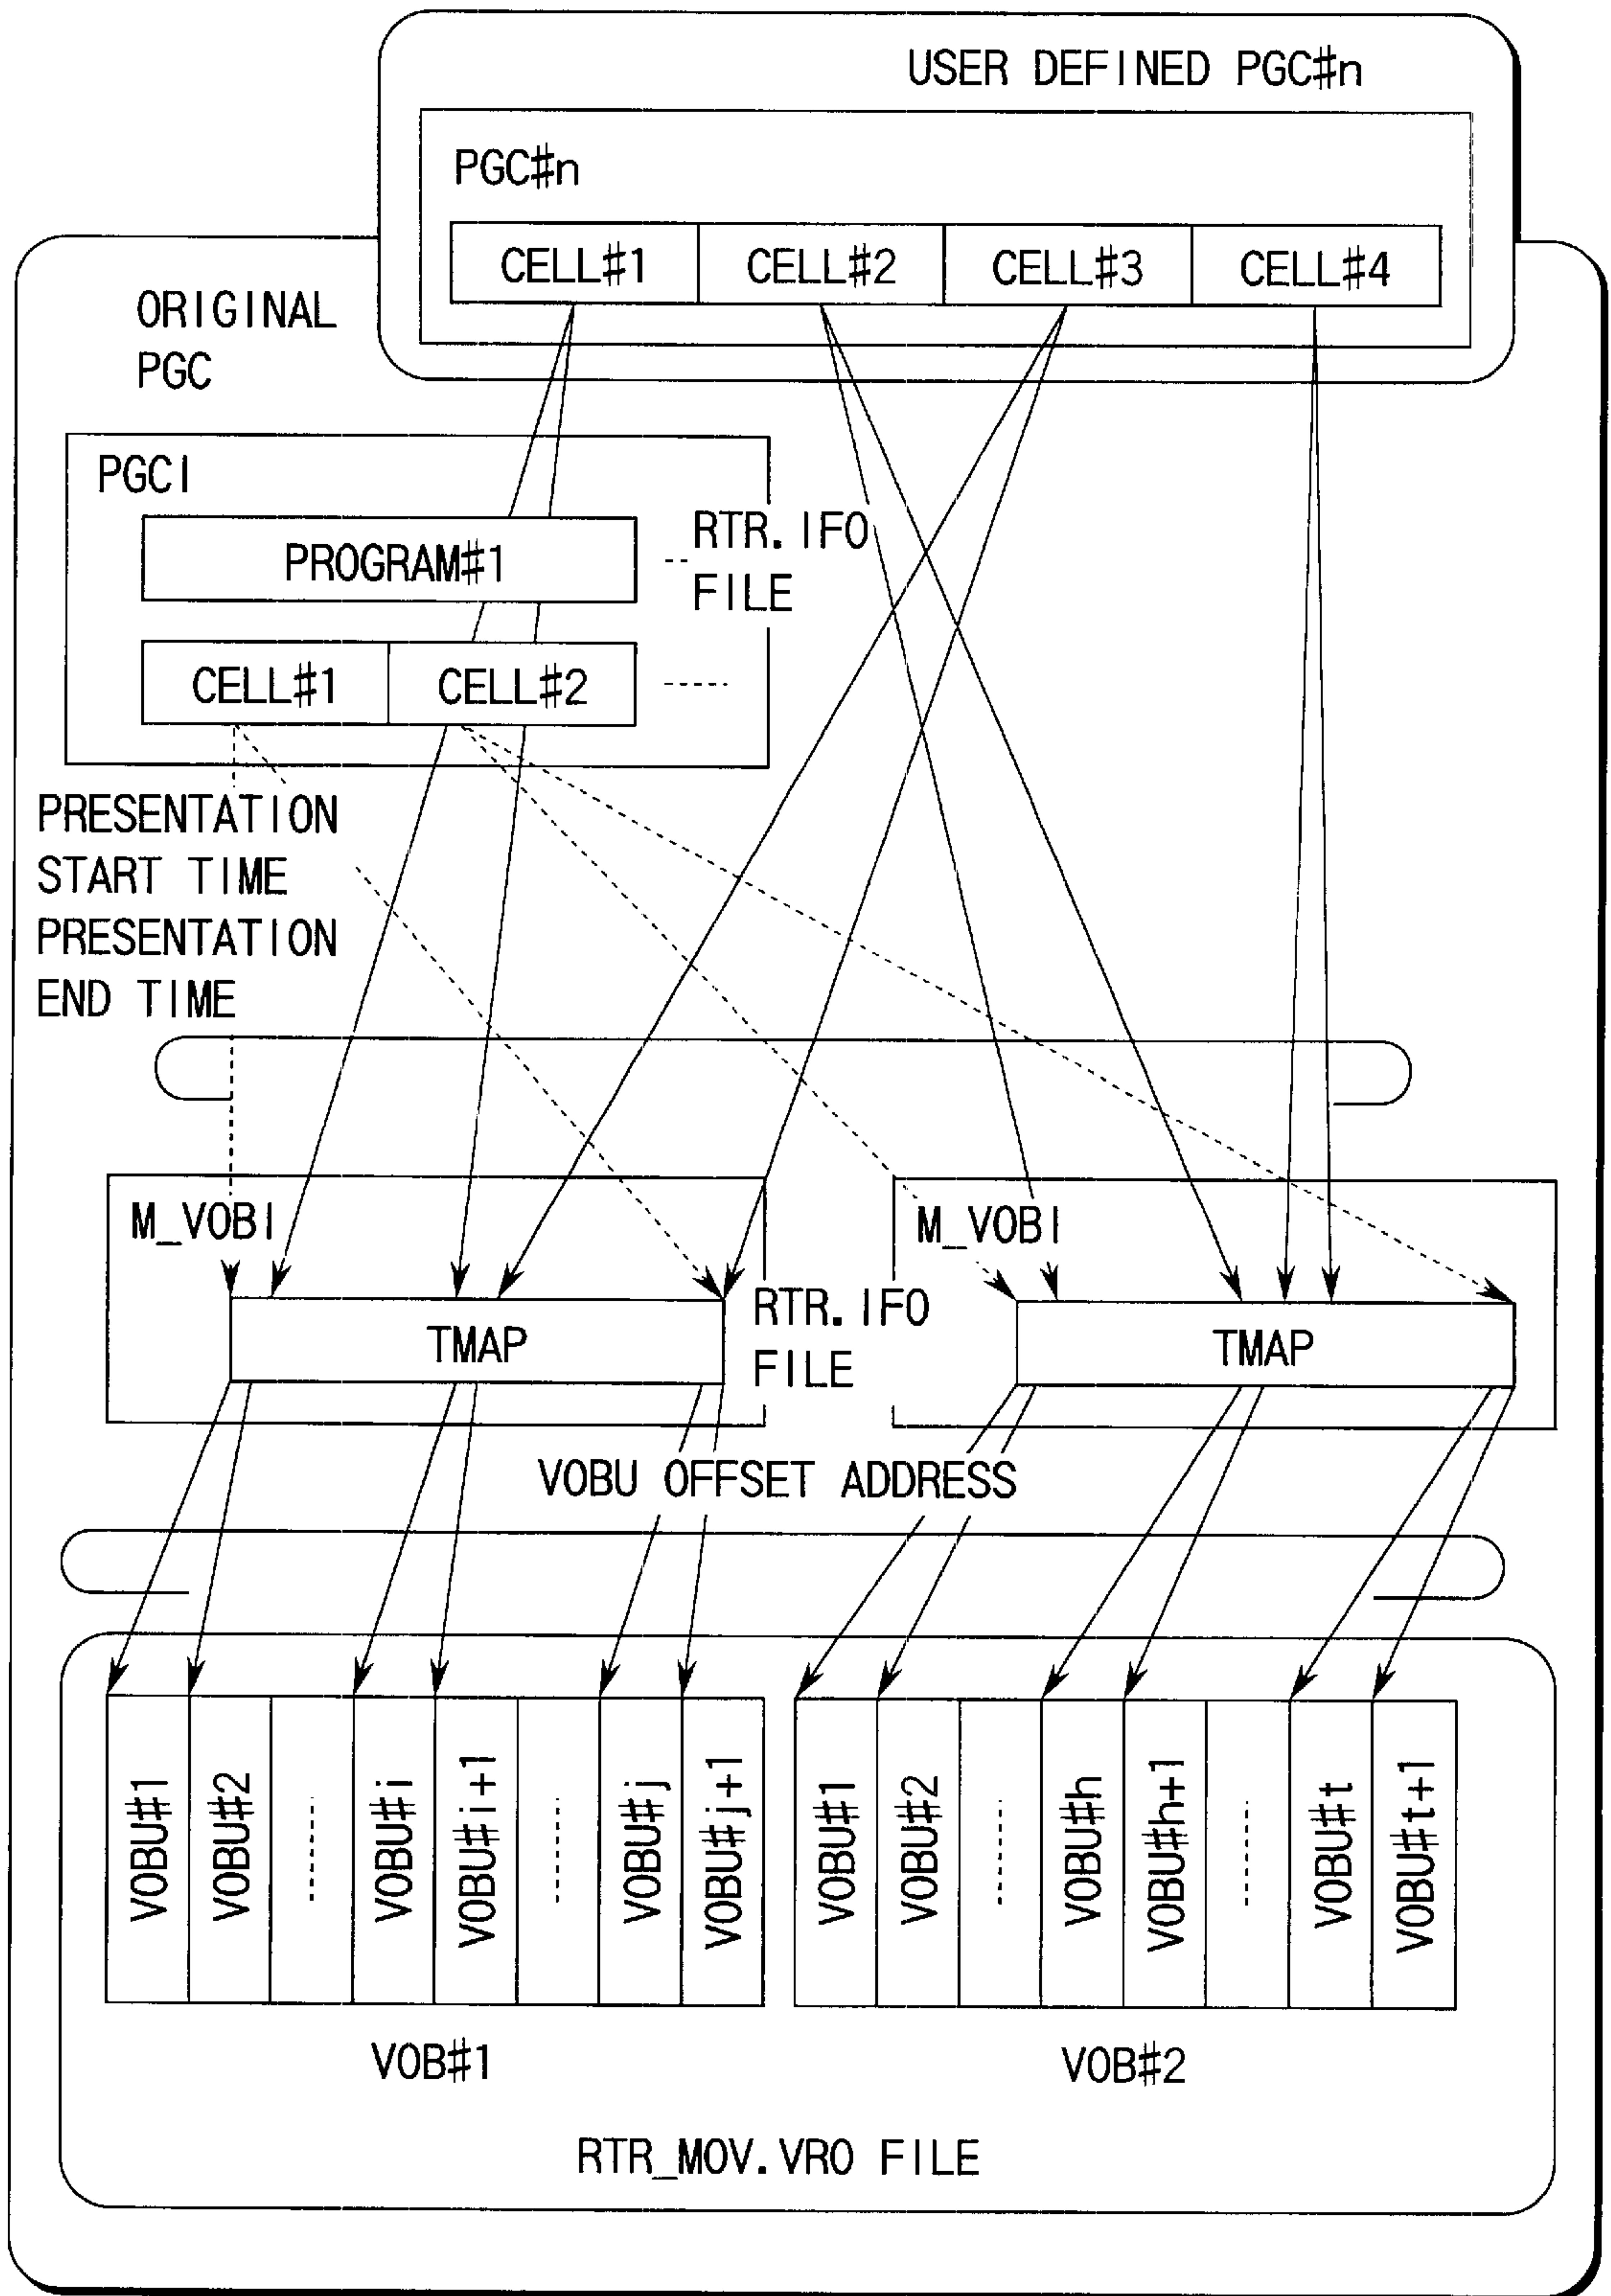 USER DEFINED PGC#n
PGC#n
CELL#1 CELL#2 CELL#3 CELL#4
ORIGINAL
PGC
PGCI
PROGRAM#1
RTR.IFO
FILE
CELL#1 CELL#2
PRESENTATION
START TIME
PRESENTATION
END TIME
M_VOBI
M_VOBI
TMAP
RTR.IFO
FILE
TMAP
VOBU OFFSET ADDRESS
VOBU#1
VOBU#2
VOBU#i
VOBU#i+1
VOBU#j
VOBU#j+1
VOBU#1
VOBU#2
VOBU#h
VOBU#h+1
VOBU#t
VOBU#t+1
VOB#1
VOB#2
RTR_MOV.VRO FILE